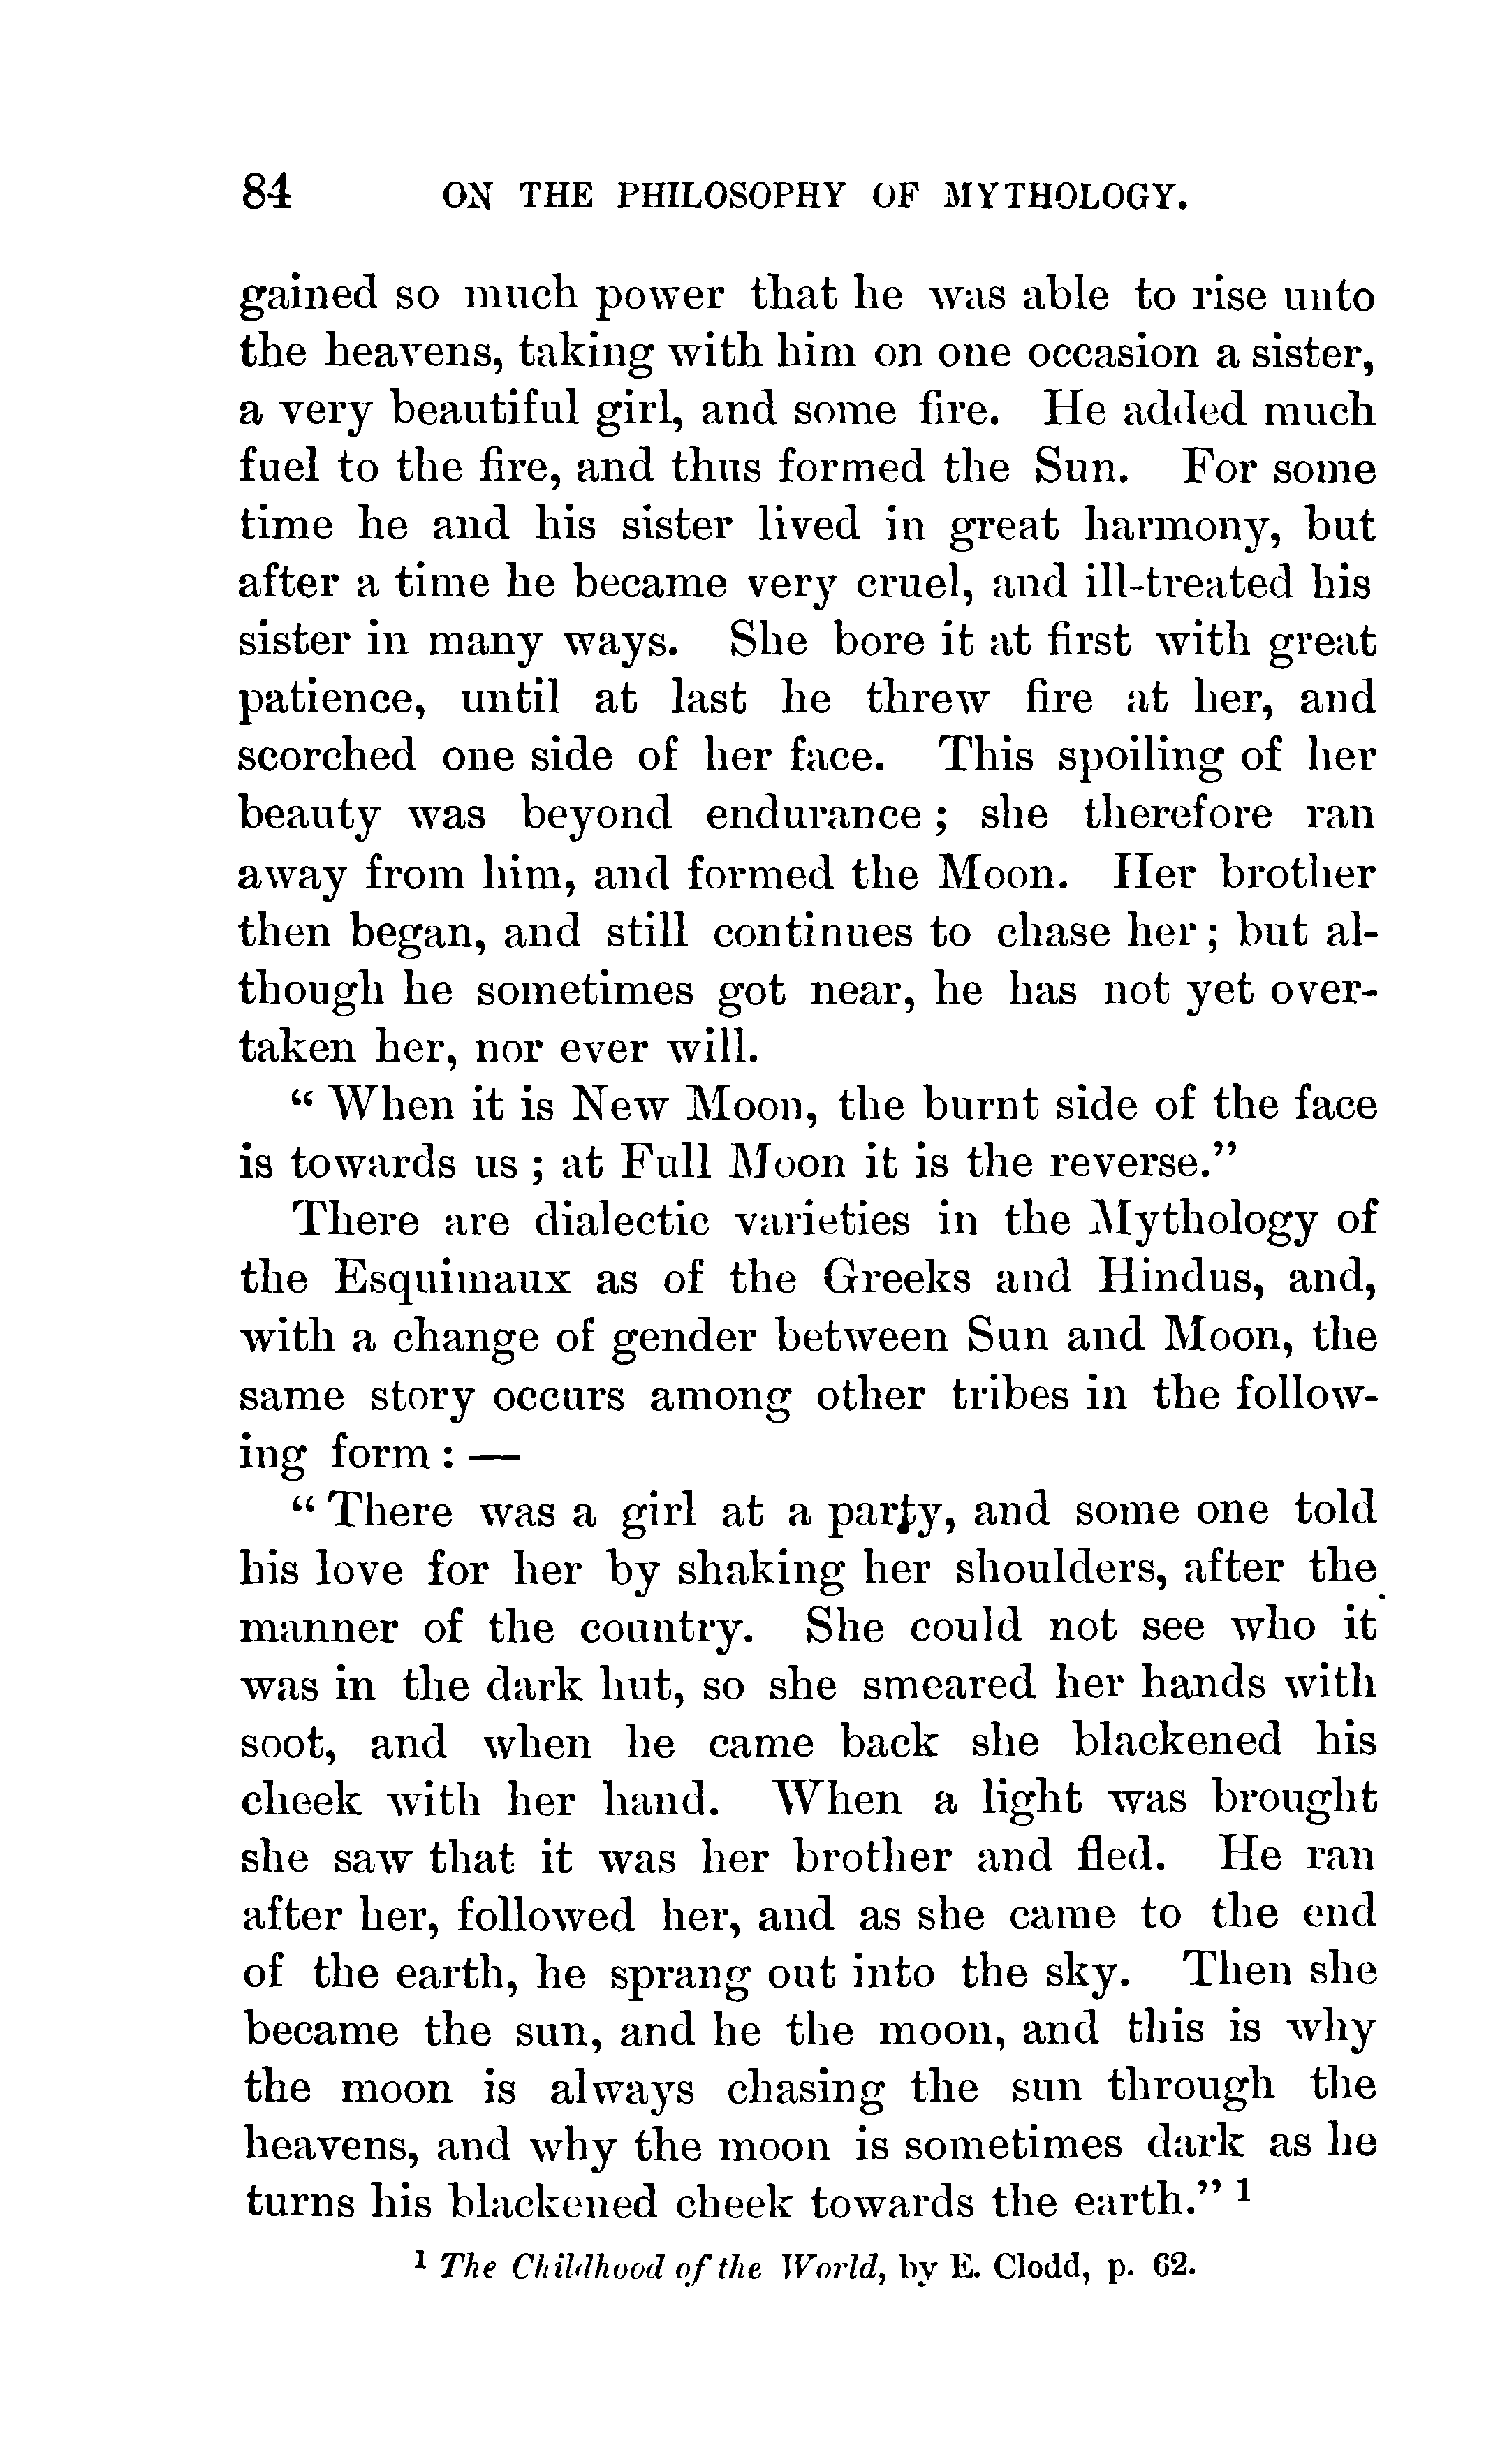 84 ON THE PHILOSOPHY OF MYTHOLOGY.
gained so much power that he was able to rise unto
the heavens, taking with him on one occasion a sister,
a very beautiful girl, and some fire. He added much
fuel to the fire, and thus formed the Sun. For some
time he and his sister lived in great harmony, but
after a time he became very cruel, and ill-treated his
sister in many ways. She bore it at first with great
patience, until at last he threw fire at her, and
scorched one side of her face. This spoiling of her
beauty was beyond endurance; she therefore ran
away from him, and formed the Moon. Her brother
then began, and still continues to chase her; but al-
though he sometimes got near, he has not yet over-
taken her, nor ever will.
“When it is New Moon, the burnt side of the face
is towards us; at Full Moon it is the reverse.”
There are dialectic varieties in the Mythology of
the Esquimaux as of the Greeks and Hindus, and,
with a change of gender between Sun and Moon, the
same story occurs among other tribes in the follow-
ing form: —
“There was a girl at a party, and some one told
his love for her by shaking her shoulders, after the
manner of the country. She could not see who it
was in the dark hut, so she smeared her hands with
soot, and when he came back she blackened his
cheek with her hand. When a light was brought
she saw that it was her brother and fled. He ran
after her, followed her, and as she came to the end
of the earth, he sprang out into the sky. Then she
became the sun, and he the moon, and this is why
the moon is always chasing the sun through the
heavens, and why the moon is sometimes dark as he
turns his blackened cheek towards the earth.” 1
1 The Childhood of the World, by E. Clodd, p. 62.